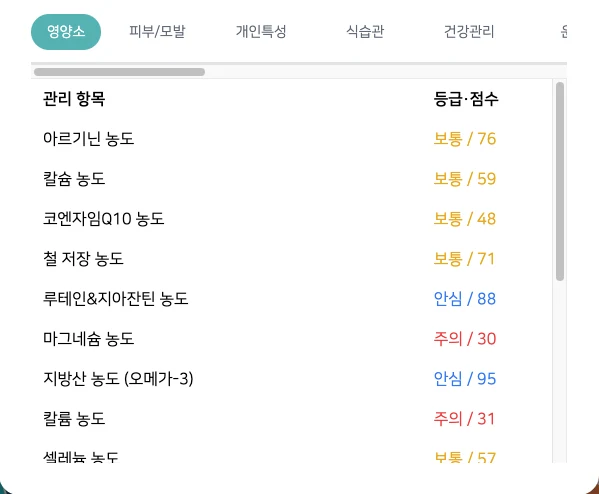 영양소 피부/모발 개인특성 식습관 건강관리
관리 항목 등급·점수
아르기닌 농도 보통 / 76
칼슘 농도 보통 / 59
코엔자임Q10 농도 보통 / 48
철 저장 농도 보통 / 71
루테인&지아잔틴 농도 안심 / 88
마그네슘 농도 주의 / 30
지방산 농도 (오메가-3) 안심 / 95
칼륨 농도 주의 / 31
셀레늄 농도 보통 / 57